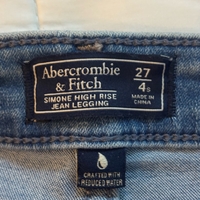 Abercrombie
& Fitch
SIMONE HIGH RISE
JEAN LEGGING
27
4S
MADE IN
CHINA
CRAFTED WITH
REDUCED WATER